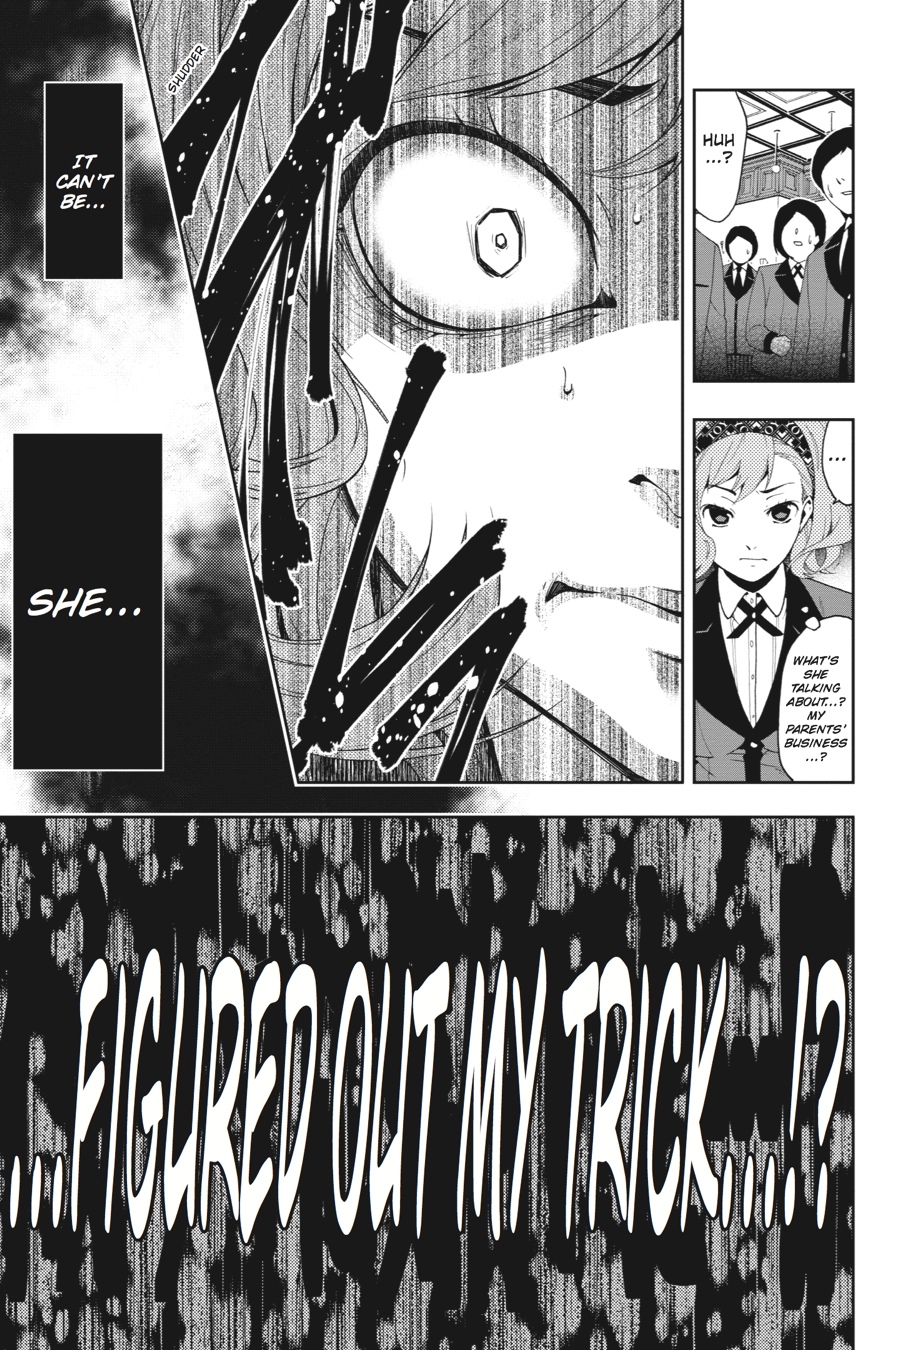 HUH
...?
...
WHAT'S
SHE
TALKING
ABOUT...?
MY
PARENTS'
BUSINESS
...?
SHUDDER
IT
CAN'T
BE...
SHE...
...FIGURED OUT MY TRICK...!?